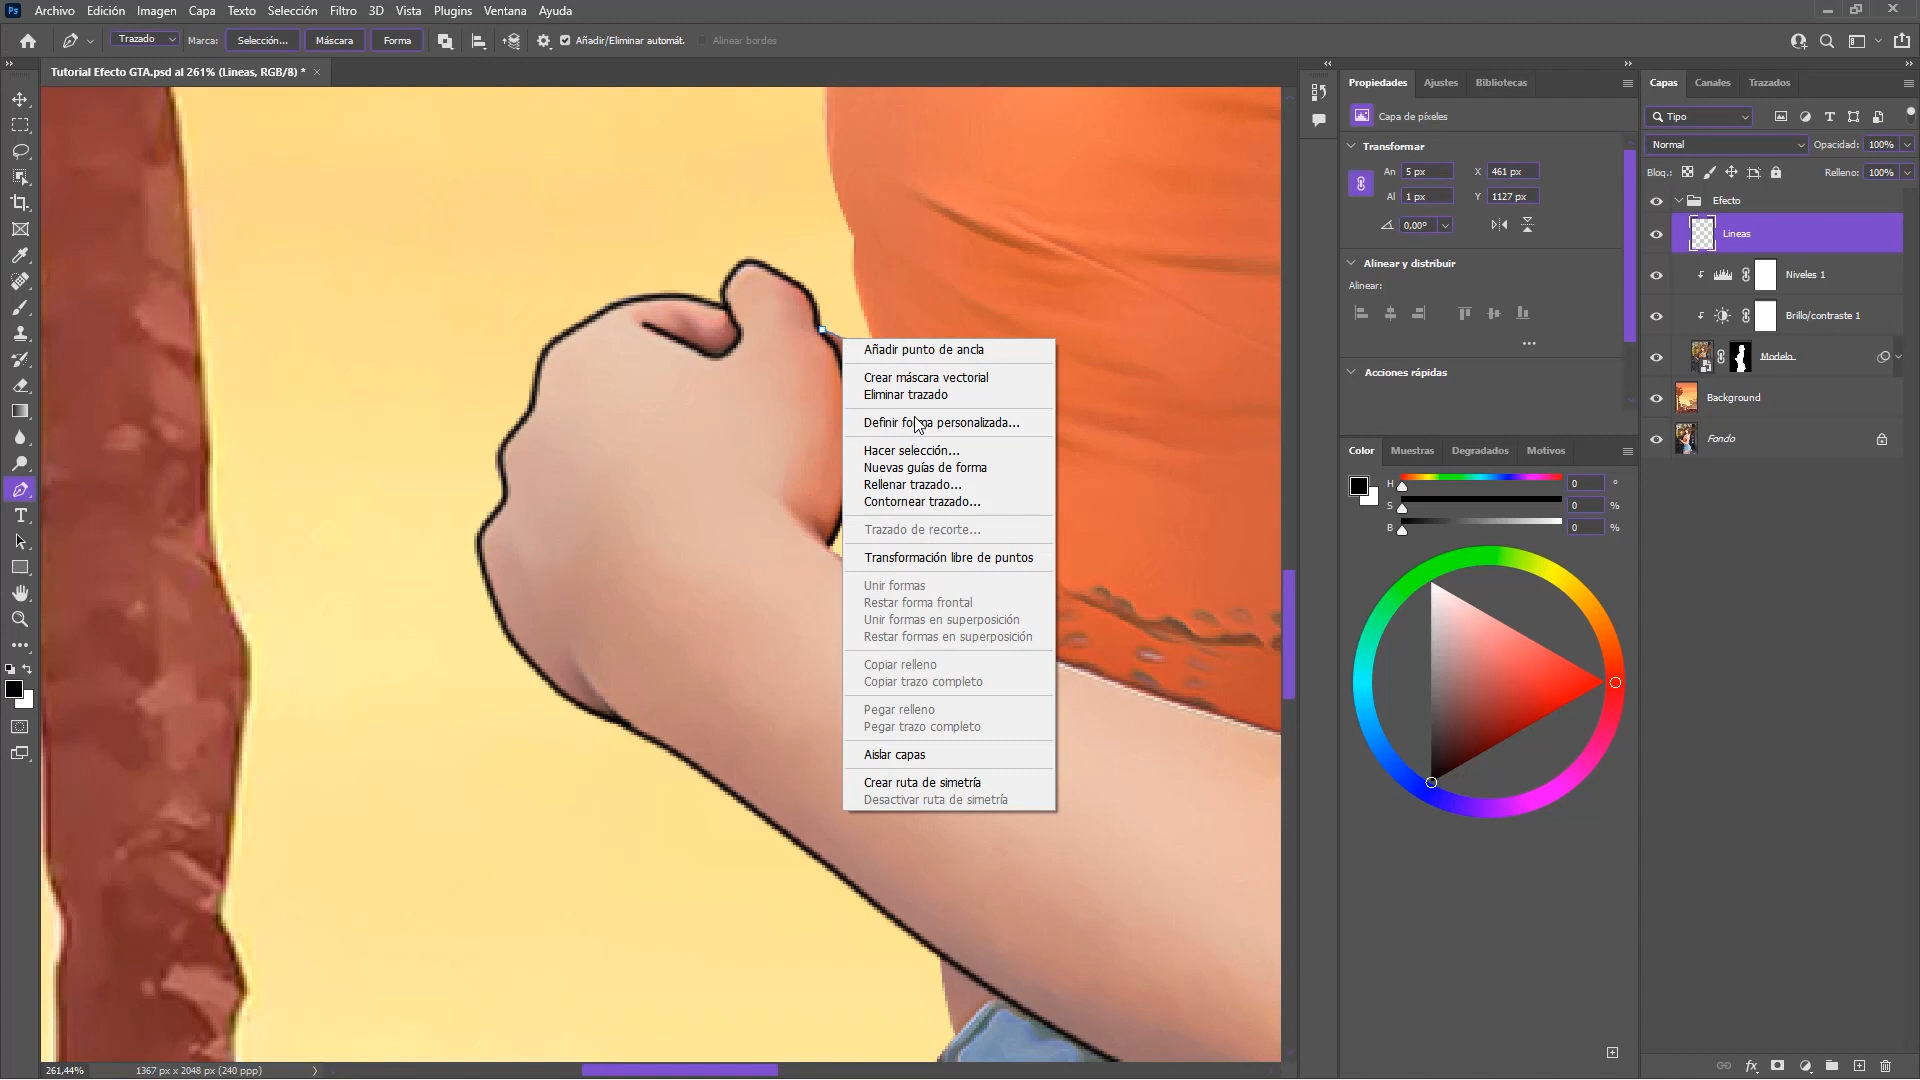 Ps Archivo Edición Imagen Capa Texto Selección Filtro 3D Vista Plugins Ventana Ayuda
Trazado Marca: Selección... Máscara Forma Añadir/Eliminar automát. Alinear bordes
Tutorial Efecto GTA.psd al 261% (Lineas, RGB/8) *
Añadir punto de ancla
Crear máscara vectorial
Eliminar trazado
Definir forma personalizada...
Hacer selección...
Nuevas guías de forma
Rellenar trazado...
Contornear trazado...
Trazado de recorte...
Transformación libre de puntos
Unir formas
Restar forma frontal
Unir formas en superposición
Restar formas en superposición
Copiar relleno
Copiar trazo completo
Pegar relleno
Pegar trazo completo
Aislar capas
Crear ruta de simetría
Desactivar ruta de simetría
261,44% 1367 px x 2048 px (240 ppp)
Propiedades Ajustes Bibliotecas
Capa de píxeles
Transformar
An 5 px X 461 px
Al 1 px Y 1127 px
0,00°
Alinear y distribuir
Alinear:
Acciones rápidas
Color Muestras Degradados Motivos
H 0 °
S 0 %
B 0 %
Capas Canales Trazados
Tipo
Normal Opacidad: 100%
Bloq.: Relleno: 100%
Efecto
Lineas
Niveles 1
Brillo/contraste 1
Modelo
Background
Fondo
fx